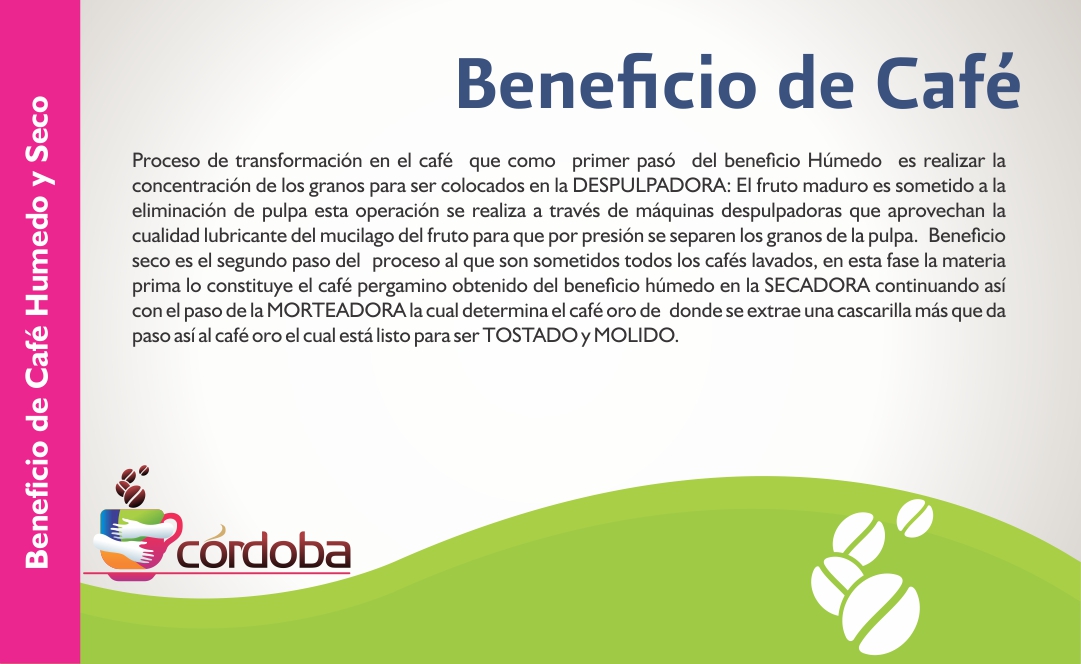 Beneficio de Café Humedo y Seco
Beneficio de Café
Proceso de transformación en el café que como primer pasó del beneficio Húmedo es realizar la
concentración de los granos para ser colocados en la DESPULPADORA: El fruto maduro es sometido a la
eliminación de pulpa esta operación se realiza a través de máquinas despulpadoras que aprovechan la
cualidad lubricante del mucilago del fruto para que por presión se separen los granos de la pulpa. Beneficio
seco es el segundo paso del proceso al que son sometidos todos los cafés lavados, en esta fase la materia
prima lo constituye el café pergamino obtenido del beneficio húmedo en la SECADORA continuando así
con el paso de la MORTEADORA la cual determina el café oro de donde se extrae una cascarilla más que da
paso así al café oro el cual está listo para ser TOSTADO y MOLIDO.
córdoba